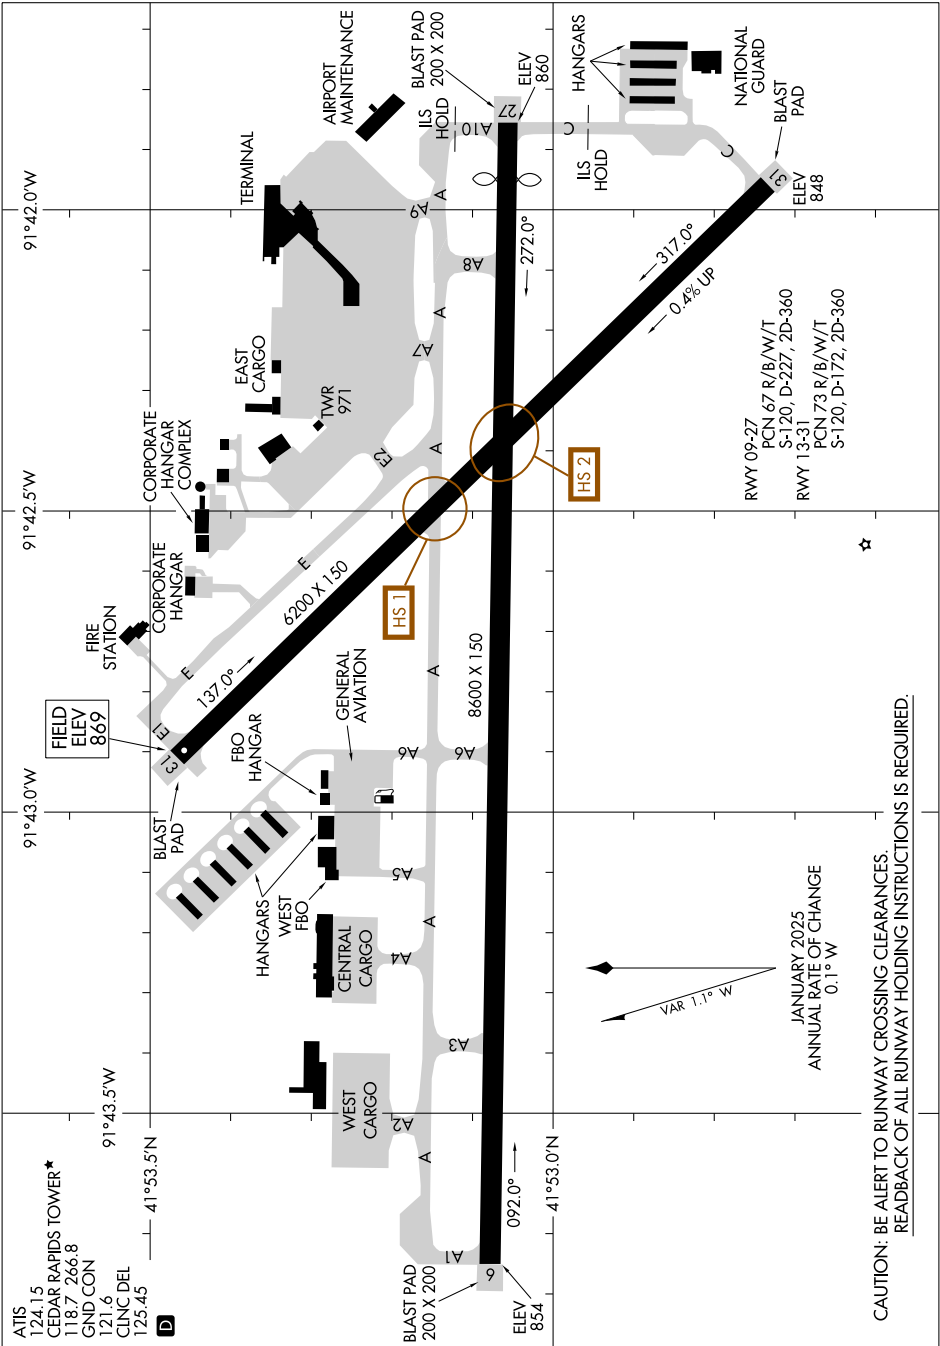 ATIS
124.15
CEDAR RAPIDS TOWER★
118.7 266.8
GND CON
121.6
CLNC DEL
125.45
D
91°43.5'W
91°43.0'W
91°42.5'W
91°42.0'W
41°53.5'N
41°53.0'N
FIELD
ELEV
869
FIRE
STATION
CORPORATE
HANGAR
CORPORATE
HANGAR
COMPLEX
EAST
CARGO
TWR
971
TERMINAL
AIRPORT
MAINTENANCE
BLAST
PAD
13
E1
E
E
E2
137.0°
6200 X 150
HANGARS
WEST
FBO
FBO
HANGAR
GENERAL
AVIATION
CENTRAL
CARGO
WEST
CARGO
A1
A
A2
A3
A4
A
A5
A6
A6
A
A
A7
A
A8
A9
A
A10
ILS
HOLD
BLAST PAD
200 X 200
27
ELEV
860
HS 1
HS 2
BLAST PAD
200 X 200
9
ELEV
854
092.0°
8600 X 150
272.0°
C
ILS
HOLD
C
HANGARS
NATIONAL
GUARD
BLAST
PAD
31
ELEV
848
317.0°
0.4% UP
RWY 09-27
PCN 67 R/B/W/T
S-120, D-227, 2D-360
RWY 13-31
PCN 73 R/B/W/T
S-120, D-172, 2D-360
VAR 1.1° W
JANUARY 2025
ANNUAL RATE OF CHANGE
0.1° W
CAUTION: BE ALERT TO RUNWAY CROSSING CLEARANCES.
READBACK OF ALL RUNWAY HOLDING INSTRUCTIONS IS REQUIRED.